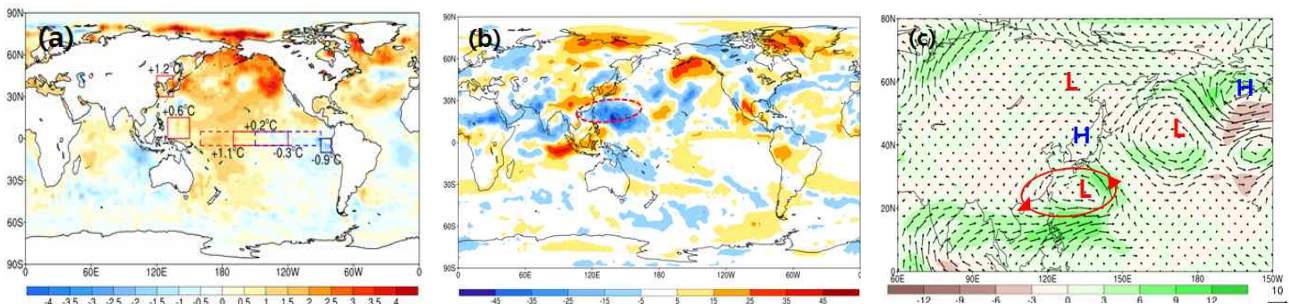 (a)
90N
60N
30N
0
30S
60S
90S
+1.2°C
+0.6°C
+0.2°C
+1.1°C
-0.3°C
-0.9°C
0 60E 120E 180 120W 60W 0
-4 -3.5 -3 -2.5 -2 -1.5 -1 -0.5 0 0.5 1 1.5 2 2.5 3 3.5 4
(b)
90N
60N
30N
0
30S
60S
90S
0 60E 120E 180 120W 60W 0
-45 -35 -25 -15 -5 5 15 25 35 45
(c)
80N
60N
40N
20N
0
L
H
L
H
L
60E 90E 120E 150E 180 150W
-12 -9 -6 -3 0 3 6 9 12 10